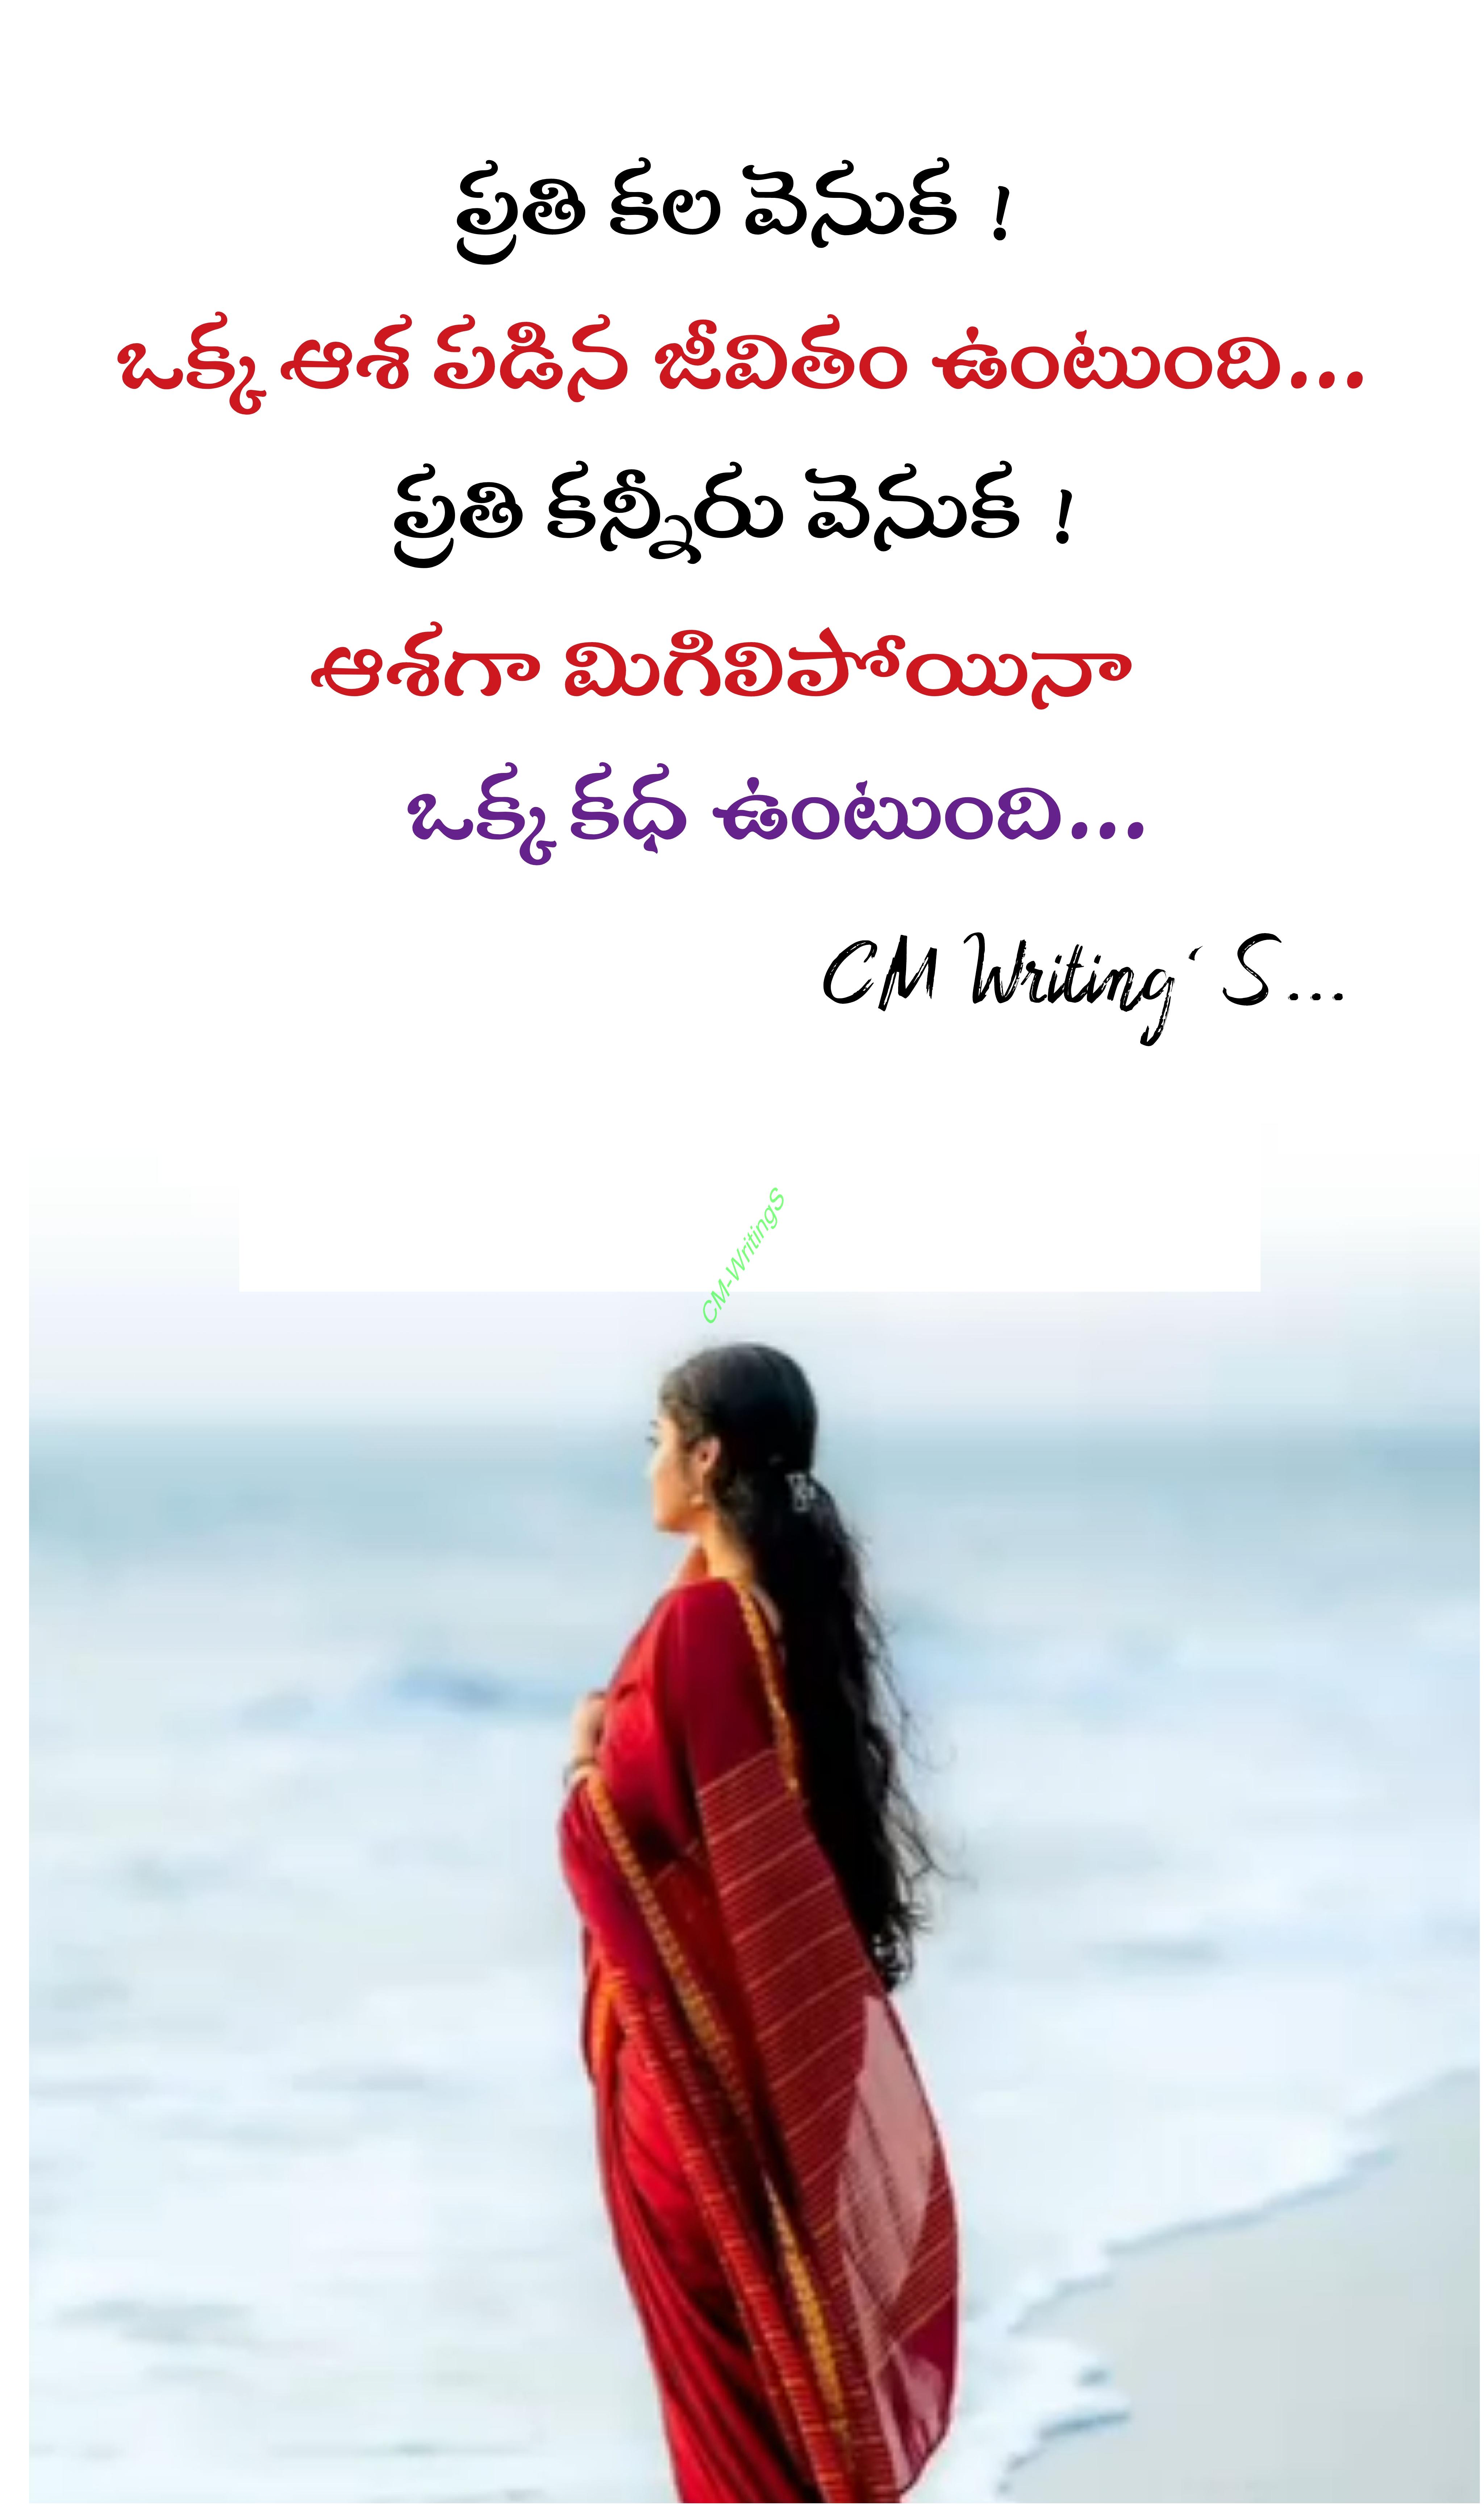 ప్రతి కల వెనుక !
ఒక్క ఆశ పడిన జీవితం ఉంటుంది...
ప్రతి కన్నీరు వెనుక !
ఆశగా మిగిలిపోయినా
ఒక్క కధ ఉంటుంది...
CM Writing‘ S...
CM-WritingS